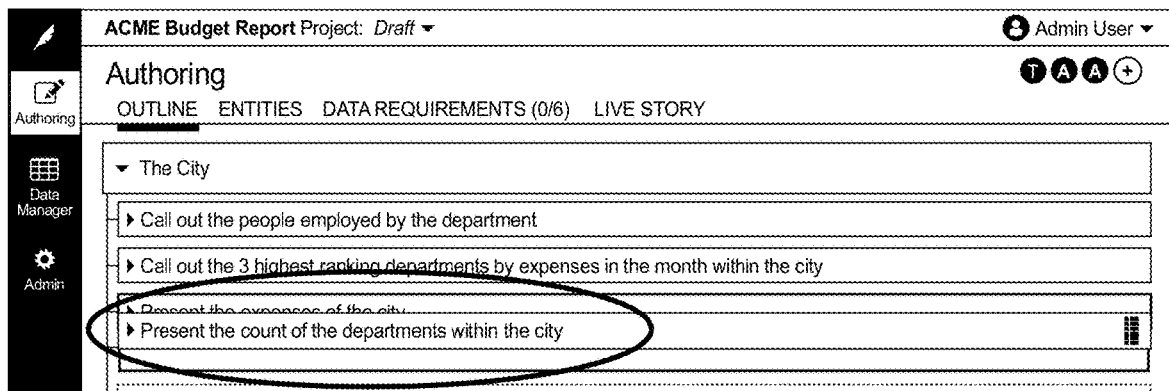 ACME Budget Report Project: Draft
Admin User
Authoring
T A A +
OUTLINE ENTITIES DATA REQUIREMENTS (0/6) LIVE STORY
Authoring
The City
Data
Manager
Call out the people employed by the department
Call out the 3 highest ranking departments by expenses in the month within the city
Admin
Present the expenses of the city
Present the count of the departments within the city